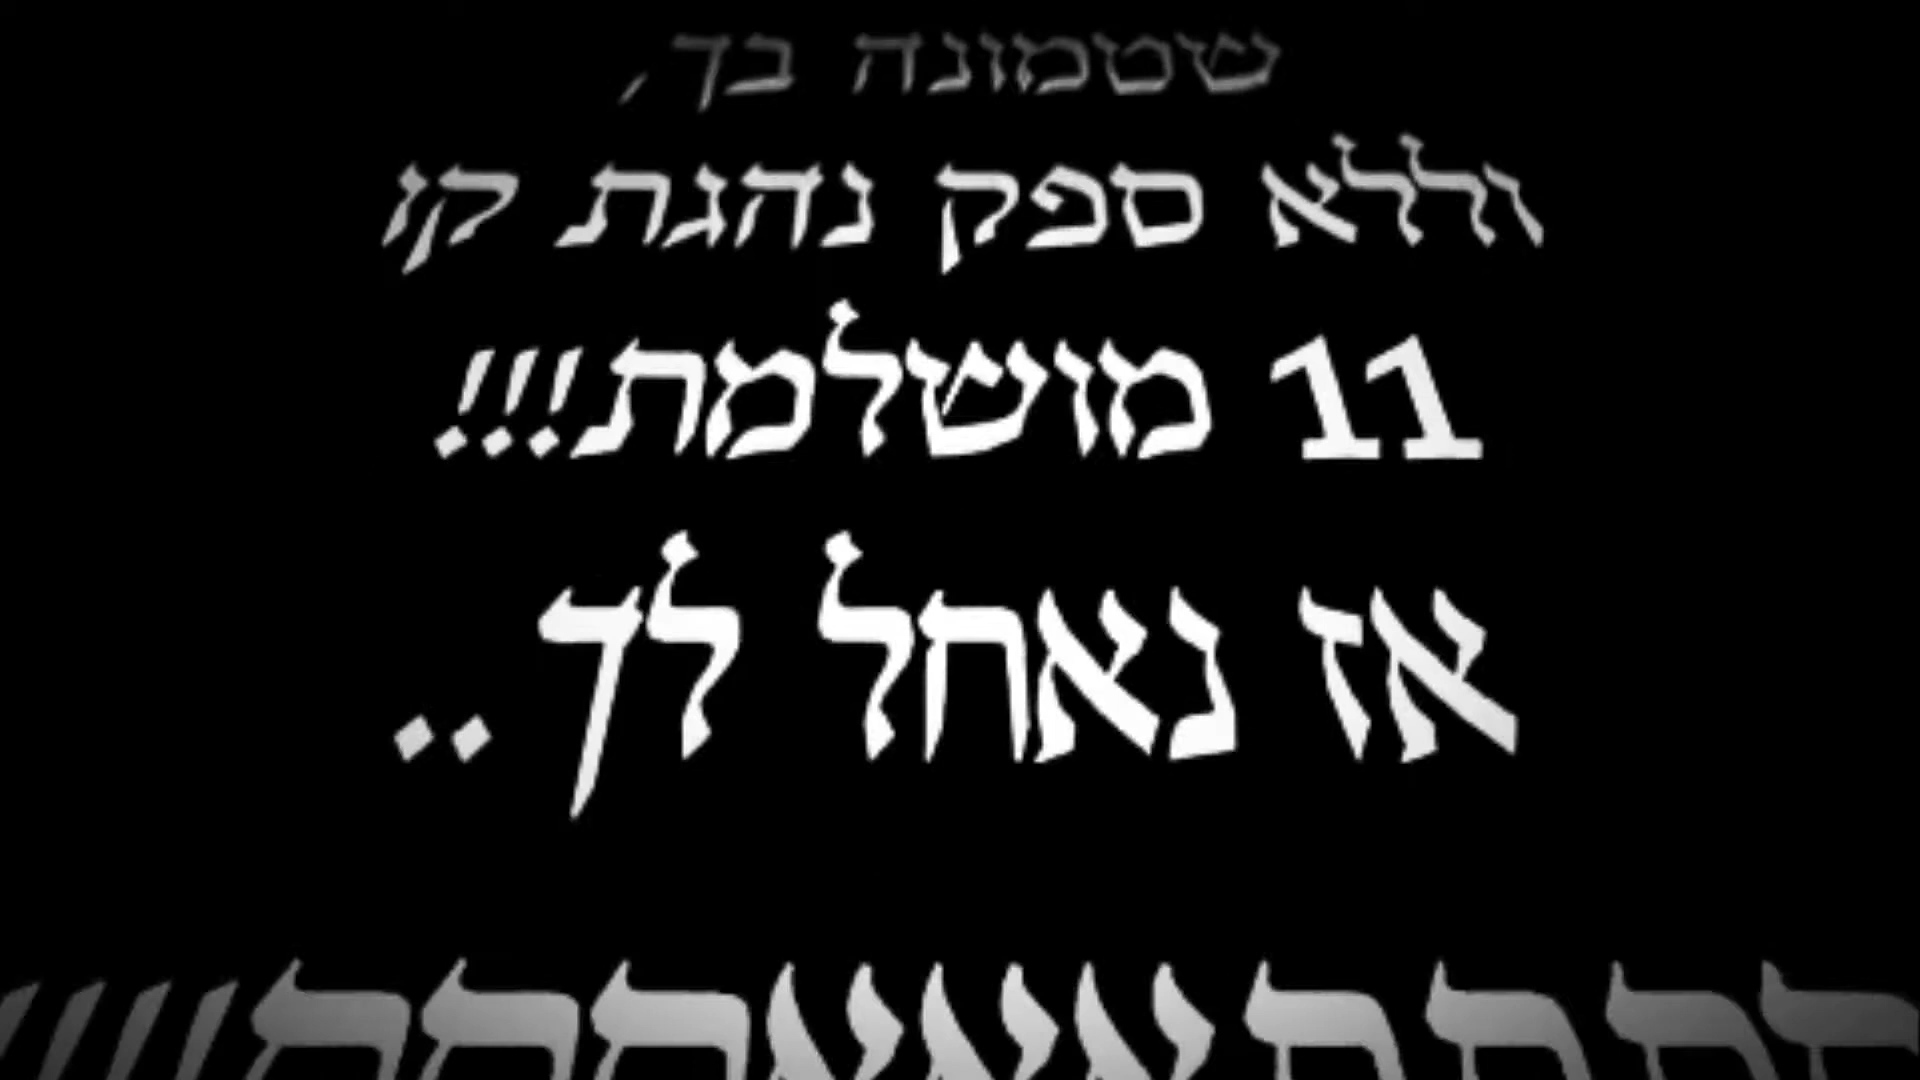 שטמונה בך,
וללא ספק נהגת קו
11 מושלמת!!!
אז נאחל לך..